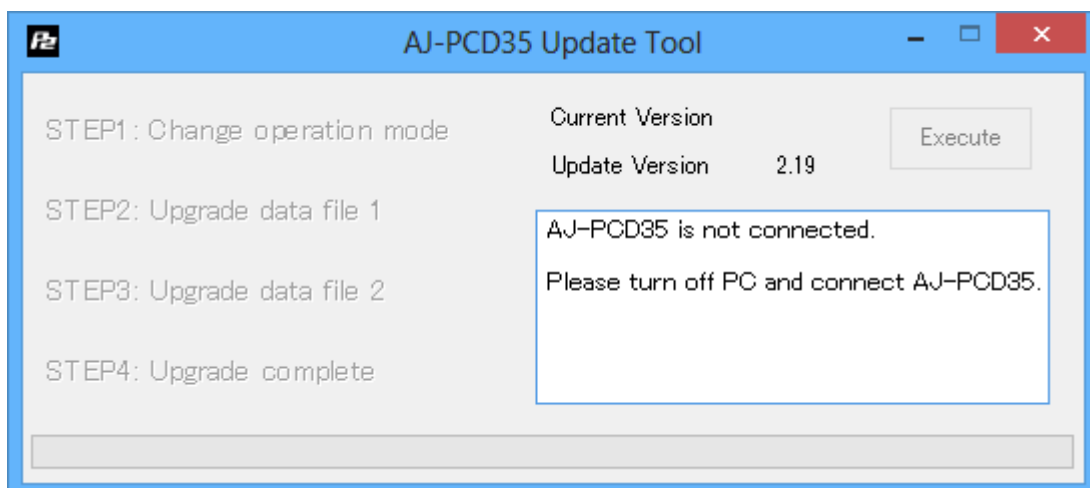 P2
AJ-PCD35 Update Tool
STEP1: Change operation mode
STEP2: Upgrade data file 1
STEP3: Upgrade data file 2
STEP4: Upgrade complete
Current Version
Update Version 2.19
Execute
AJ-PCD35 is not connected.
Please turn off PC and connect AJ-PCD35.